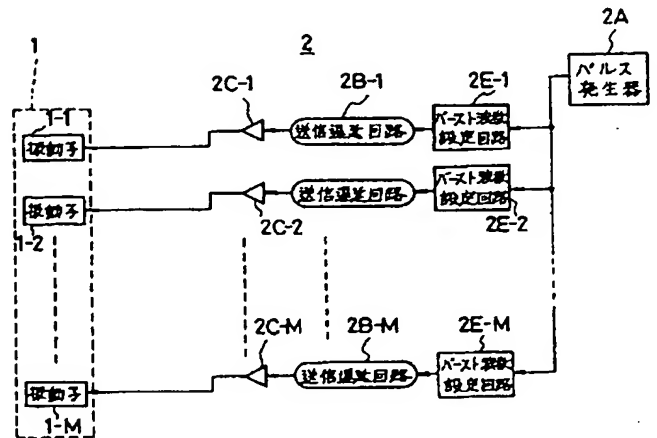 1
2
2A
パルス
発生器
2C-1
2B-1
2E-1
1-1
振動子
送信遅延回路
バースト波数
設定回路
1-2
振動子
2C-2
送信遅延回路
バースト波数
設定回路
2E-2
2C-M
2B-M
2E-M
振動子
1-M
送信遅延回路
バースト波数
設定回路